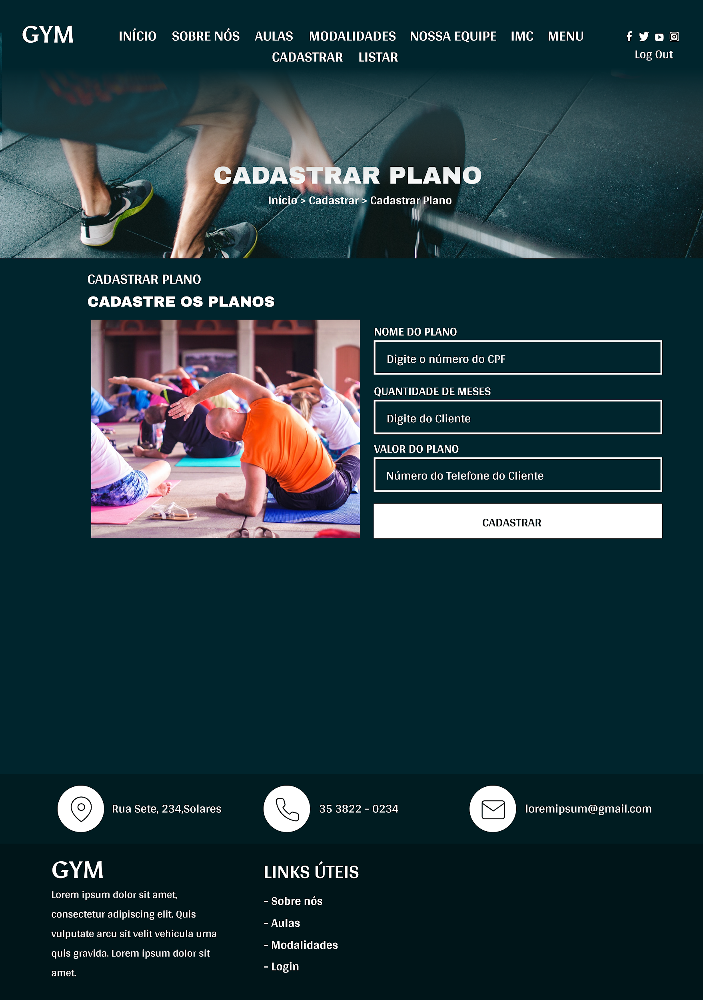 GYM
INÍCIO SOBRE NÓS AULAS MODALIDADES NOSSA EQUIPE IMC MENU
CADASTRAR LISTAR
Log Out
CADASTRAR PLANO
Início > Cadastrar > Cadastrar Plano
CADASTRAR PLANO
CADASTRE OS PLANOS
NOME DO PLANO
Digite o número do CPF
QUANTIDADE DE MESES
Digite do Cliente
VALOR DO PLANO
Número do Telefone do Cliente
CADASTRAR
Rua Sete, 234,Solares
35 3822 - 0234
loremipsum@gmail.com
GYM
Lorem ipsum dolor sit amet,
consectetur adipiscing elit. Quis
vulputate arcu sit velit vehicula urna
quis gravida. Lorem ipsum dolor sit
amet.
LINKS ÚTEIS
- Sobre nós
- Aulas
- Modalidades
- Login